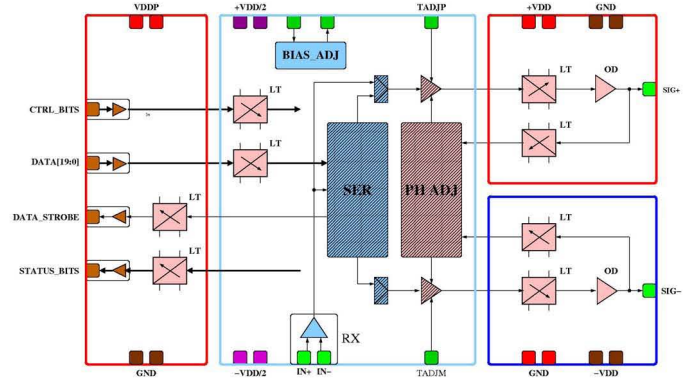 VDDP +VDD/2 TADJP +VDD GND
BIAS_ADJ
LT OD
CTRL_BITS LT SIG+
LT
DATA[19:0] LT
SER PH ADJ
DATA_STROBE LT
LT
STATUS_BITS LT
LT OD
SIG−
RX
GND −VDD/2 IN+ IN− TADJM GND −VDD